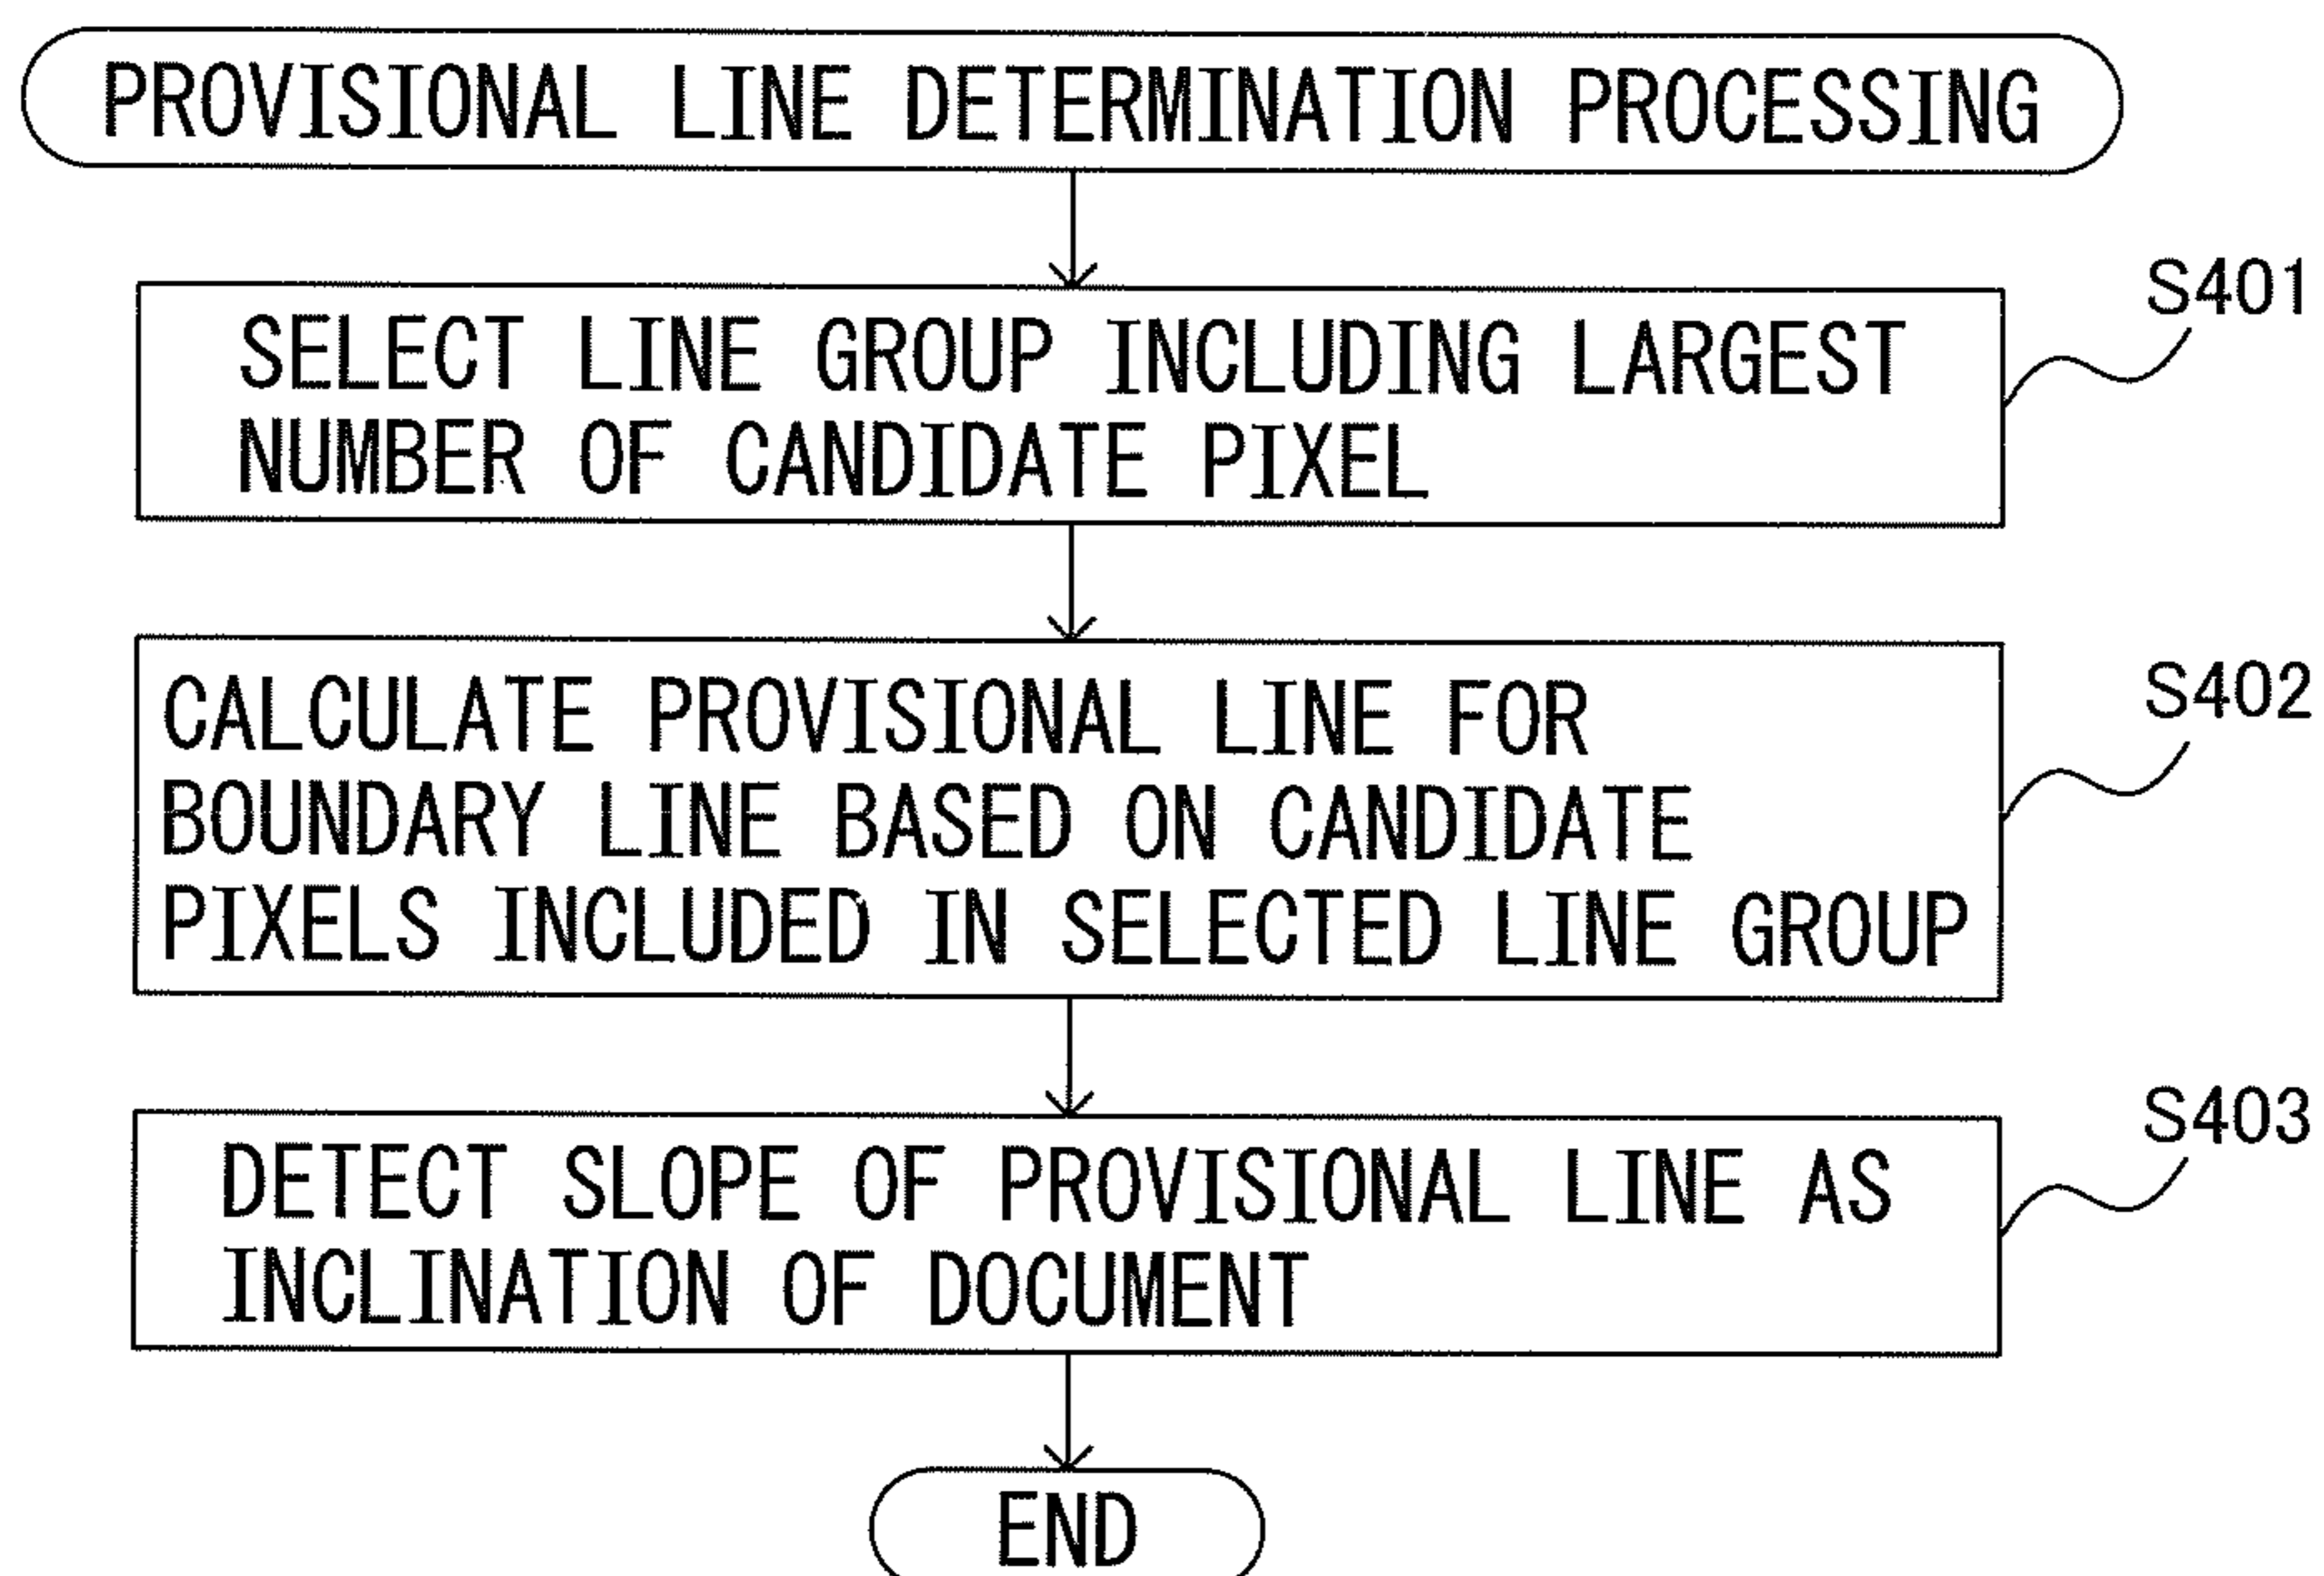 PROVISIONAL LINE DETERMINATION PROCESSING
S401
SELECT LINE GROUP INCLUDING LARGEST
NUMBER OF CANDIDATE PIXEL
S402
CALCULATE PROVISIONAL LINE FOR
BOUNDARY LINE BASED ON CANDIDATE
PIXELS INCLUDED IN SELECTED LINE GROUP
S403
DETECT SLOPE OF PROVISIONAL LINE AS
INCLINATION OF DOCUMENT
END